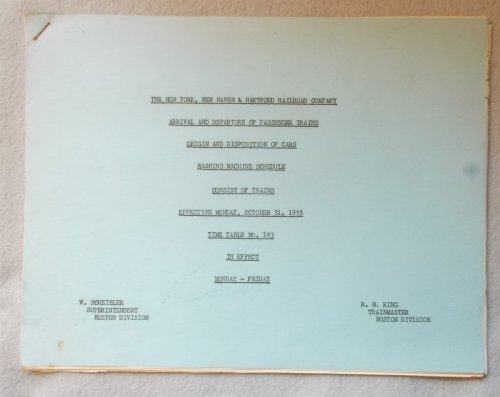 THE NEW YORK, NEW HAVEN & HARTFORD RAILROAD COMPANY
ARRIVAL AND DEPARTURE OF PASSENGER TRAINS
ORIGIN AND DISPOSITION OF CARS
WASHING MACHINE SCHEDULE
CONSIST OF TRAINS
EFFECTIVE MONDAY, OCTOBER 31, 1955
TIME TABLE NO. 183
IN EFFECT
MONDAY - FRIDAY
W. SCHEIBLER
SUPERINTENDENT
BOSTON DIVISION
R. N. KING
TRAINMASTER
BOSTON DIVISION